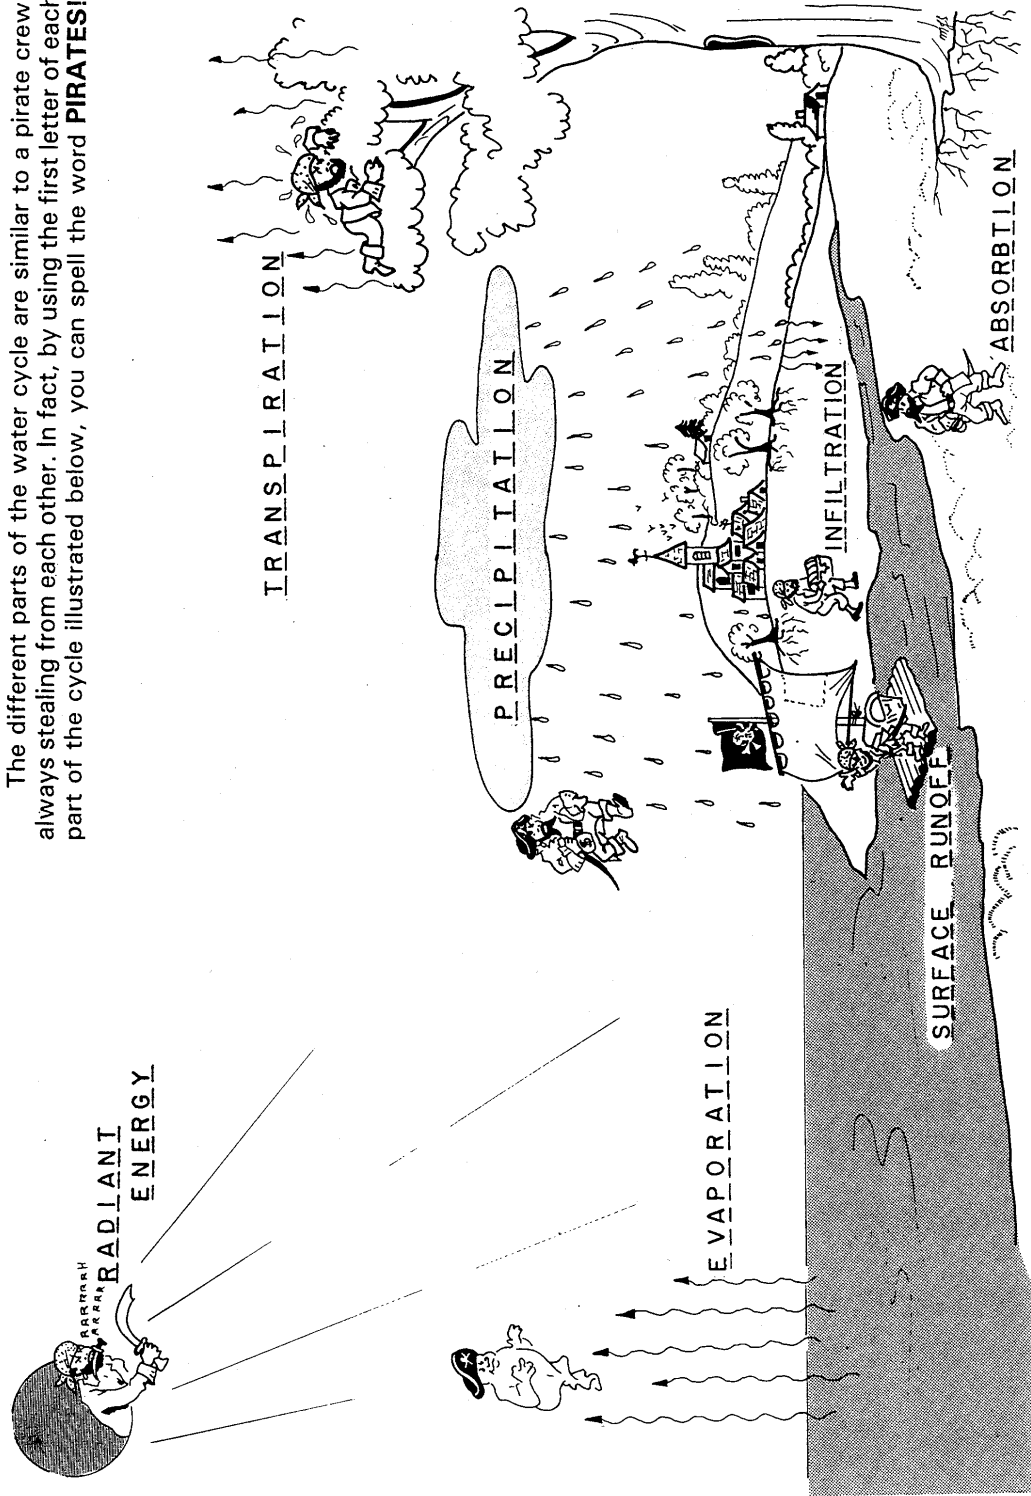 The different parts of the water cycle are similar to a pirate crew
always stealing from each other. In fact, by using the first letter of each
part of the cycle illustrated below, you can spell the word PIRATES!
RRRRRRH
RRRRR
RADIANT
ENERGY
TRANSPIRATION
PRECIPITATION
EVAPORATION
INFILTRATION
SURFACE RUNOFF
ABSORBTION